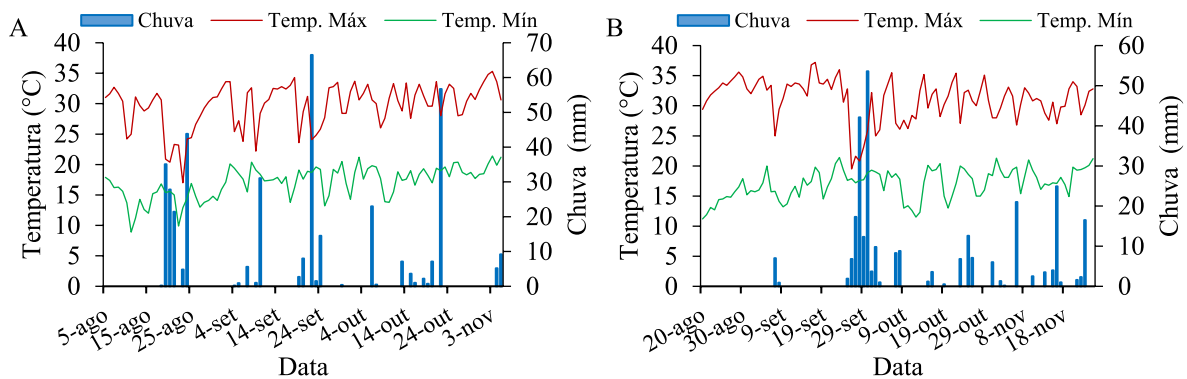 A
Chuva
Temp. Máx
Temp. Mín
40
35
30
25
20
15
10
5
0
Temperatura (°C)
70
60
50
40
30
20
10
0
Chuva (mm)
5-ago
15-ago
25-ago
4-set
14-set
24-set
4-out
14-out
24-out
3-nov
Data
B
Chuva
Temp. Máx
Temp. Mín
40
35
30
25
20
15
10
5
0
Temperatura (°C)
60
50
40
30
20
10
0
Chuva (mm)
20-ago
30-ago
9-set
19-set
29-set
9-out
19-out
29-out
8-nov
18-nov
Data